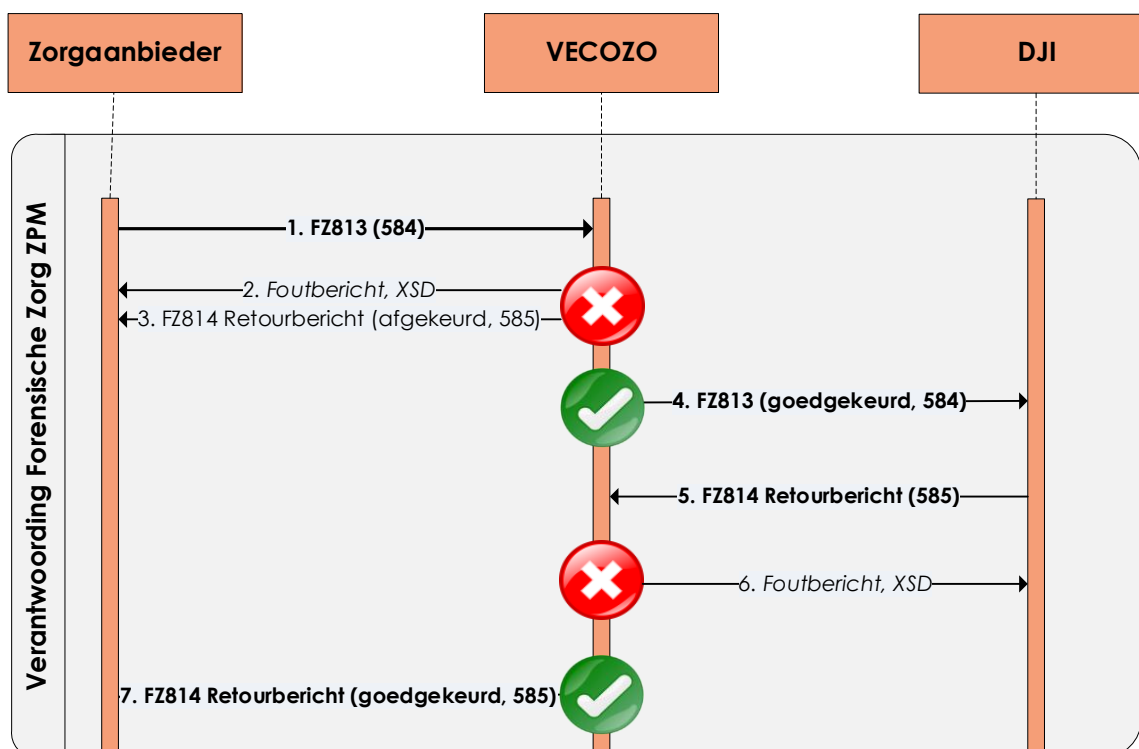 Zorgaanbieder
VECOZO
DJI
Verantwoording Forensische Zorg ZPM
1. FZ813 (584)
2. Foutbericht, XSD
3. FZ814 Retourbericht (afgekeurd, 585)
4. FZ813 (goedgekeurd, 584)
5. FZ814 Retourbericht (585)
6. Foutbericht, XSD
7. FZ814 Retourbericht (goedgekeurd, 585)